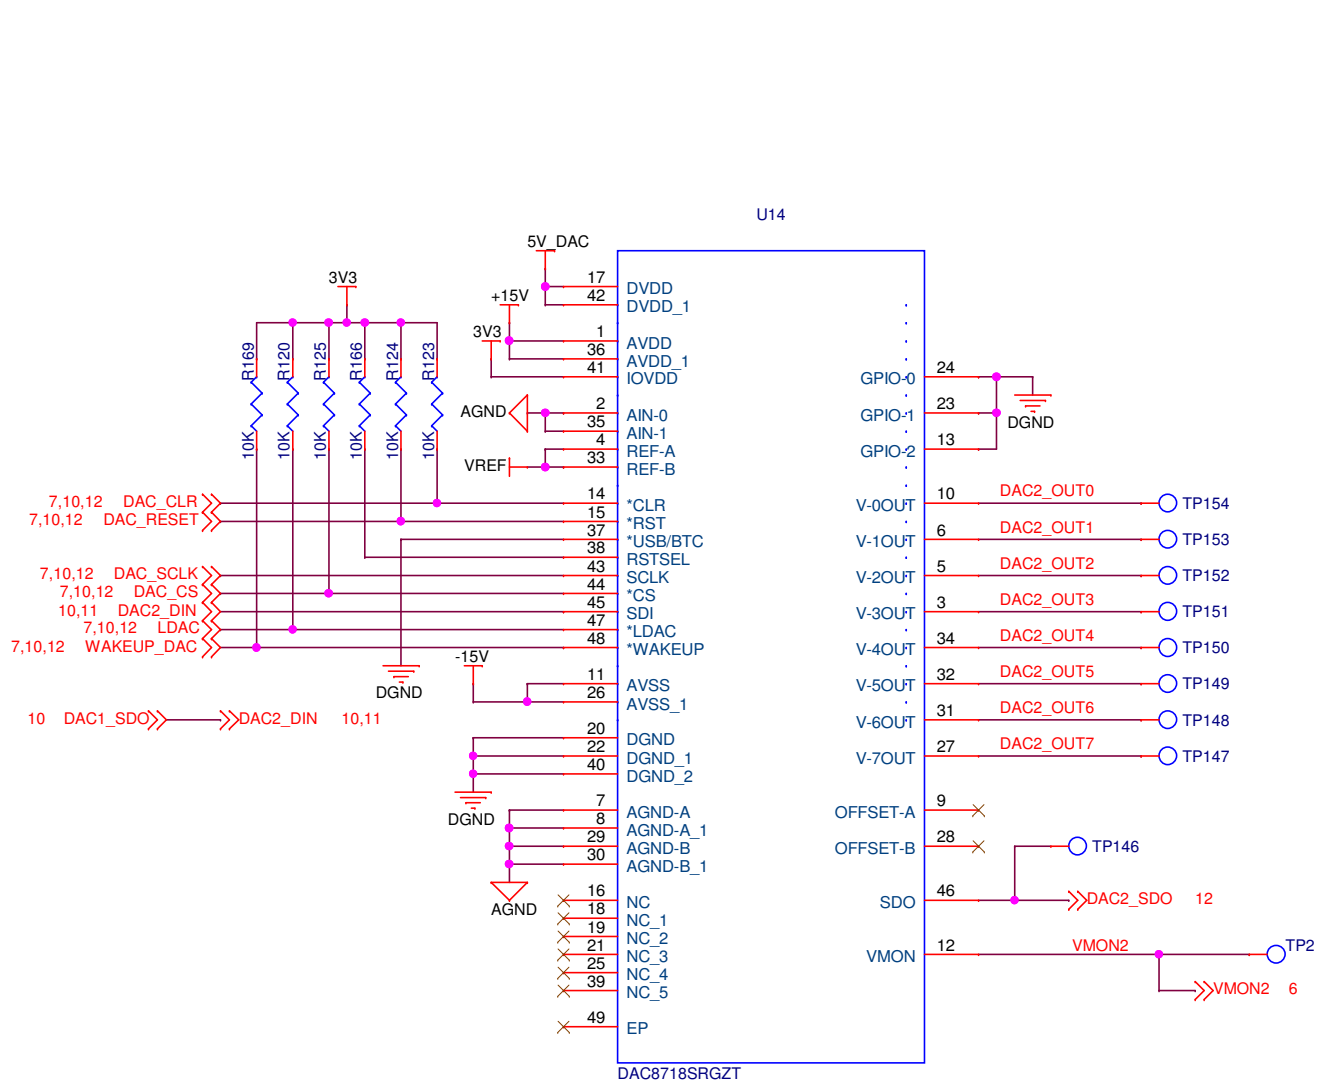 U14
5V_DAC
17 DVDD
42 DVDD_1
3V3
+15V
3V3
1 AVDD
36 AVDD_1
41 IOVDD
R169
R120
R125
R166
R124
R123
10K
10K
10K
10K
10K
10K
GPIO-0 24
GPIO-1 23
GPIO-2 13
DGND
AGND
2 AIN-0
35 AIN-1
4 REF-A
VREF
33 REF-B
7,10,12 DAC_CLR 14 *CLR
7,10,12 DAC_RESET 15 *RST
37 *USB/BTC
38 RSTSEL
7,10,12 DAC_SCLK 43 SCLK
7,10,12 DAC_CS 44 *CS
10,11 DAC2_DIN 45 SDI
7,10,12 LDAC 47 *LDAC
7,10,12 WAKEUP_DAC 48 *WAKEUP
V-0OUT 10 DAC2_OUT0 TP154
V-1OUT 6 DAC2_OUT1 TP153
V-2OUT 5 DAC2_OUT2 TP152
V-3OUT 3 DAC2_OUT3 TP151
V-4OUT 34 DAC2_OUT4 TP150
V-5OUT 32 DAC2_OUT5 TP149
V-6OUT 31 DAC2_OUT6 TP148
V-7OUT 27 DAC2_OUT7 TP147
-15V
DGND
11 AVSS
26 AVSS_1
10 DAC1_SDO DAC2_DIN 10,11
20 DGND
22 DGND_1
40 DGND_2
DGND
7 AGND-A
8 AGND-A_1
29 AGND-B
30 AGND-B_1
AGND
OFFSET-A 9
OFFSET-B 28
TP146
SDO 46 DAC2_SDO 12
VMON 12 VMON2 TP2
VMON2 6
16 NC
18 NC_1
19 NC_2
21 NC_3
25 NC_4
39 NC_5
49 EP
DAC8718SRGZT